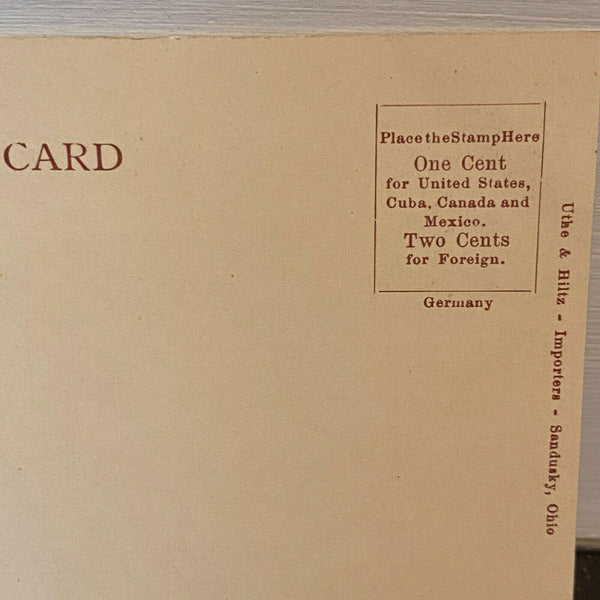 CARD
Place the Stamp Here
One Cent
for United States,
Cuba, Canada and
Mexico.
Two Cents
for Foreign.
Germany
Uthe & Hiltz - Importers - Sandusky, Ohio